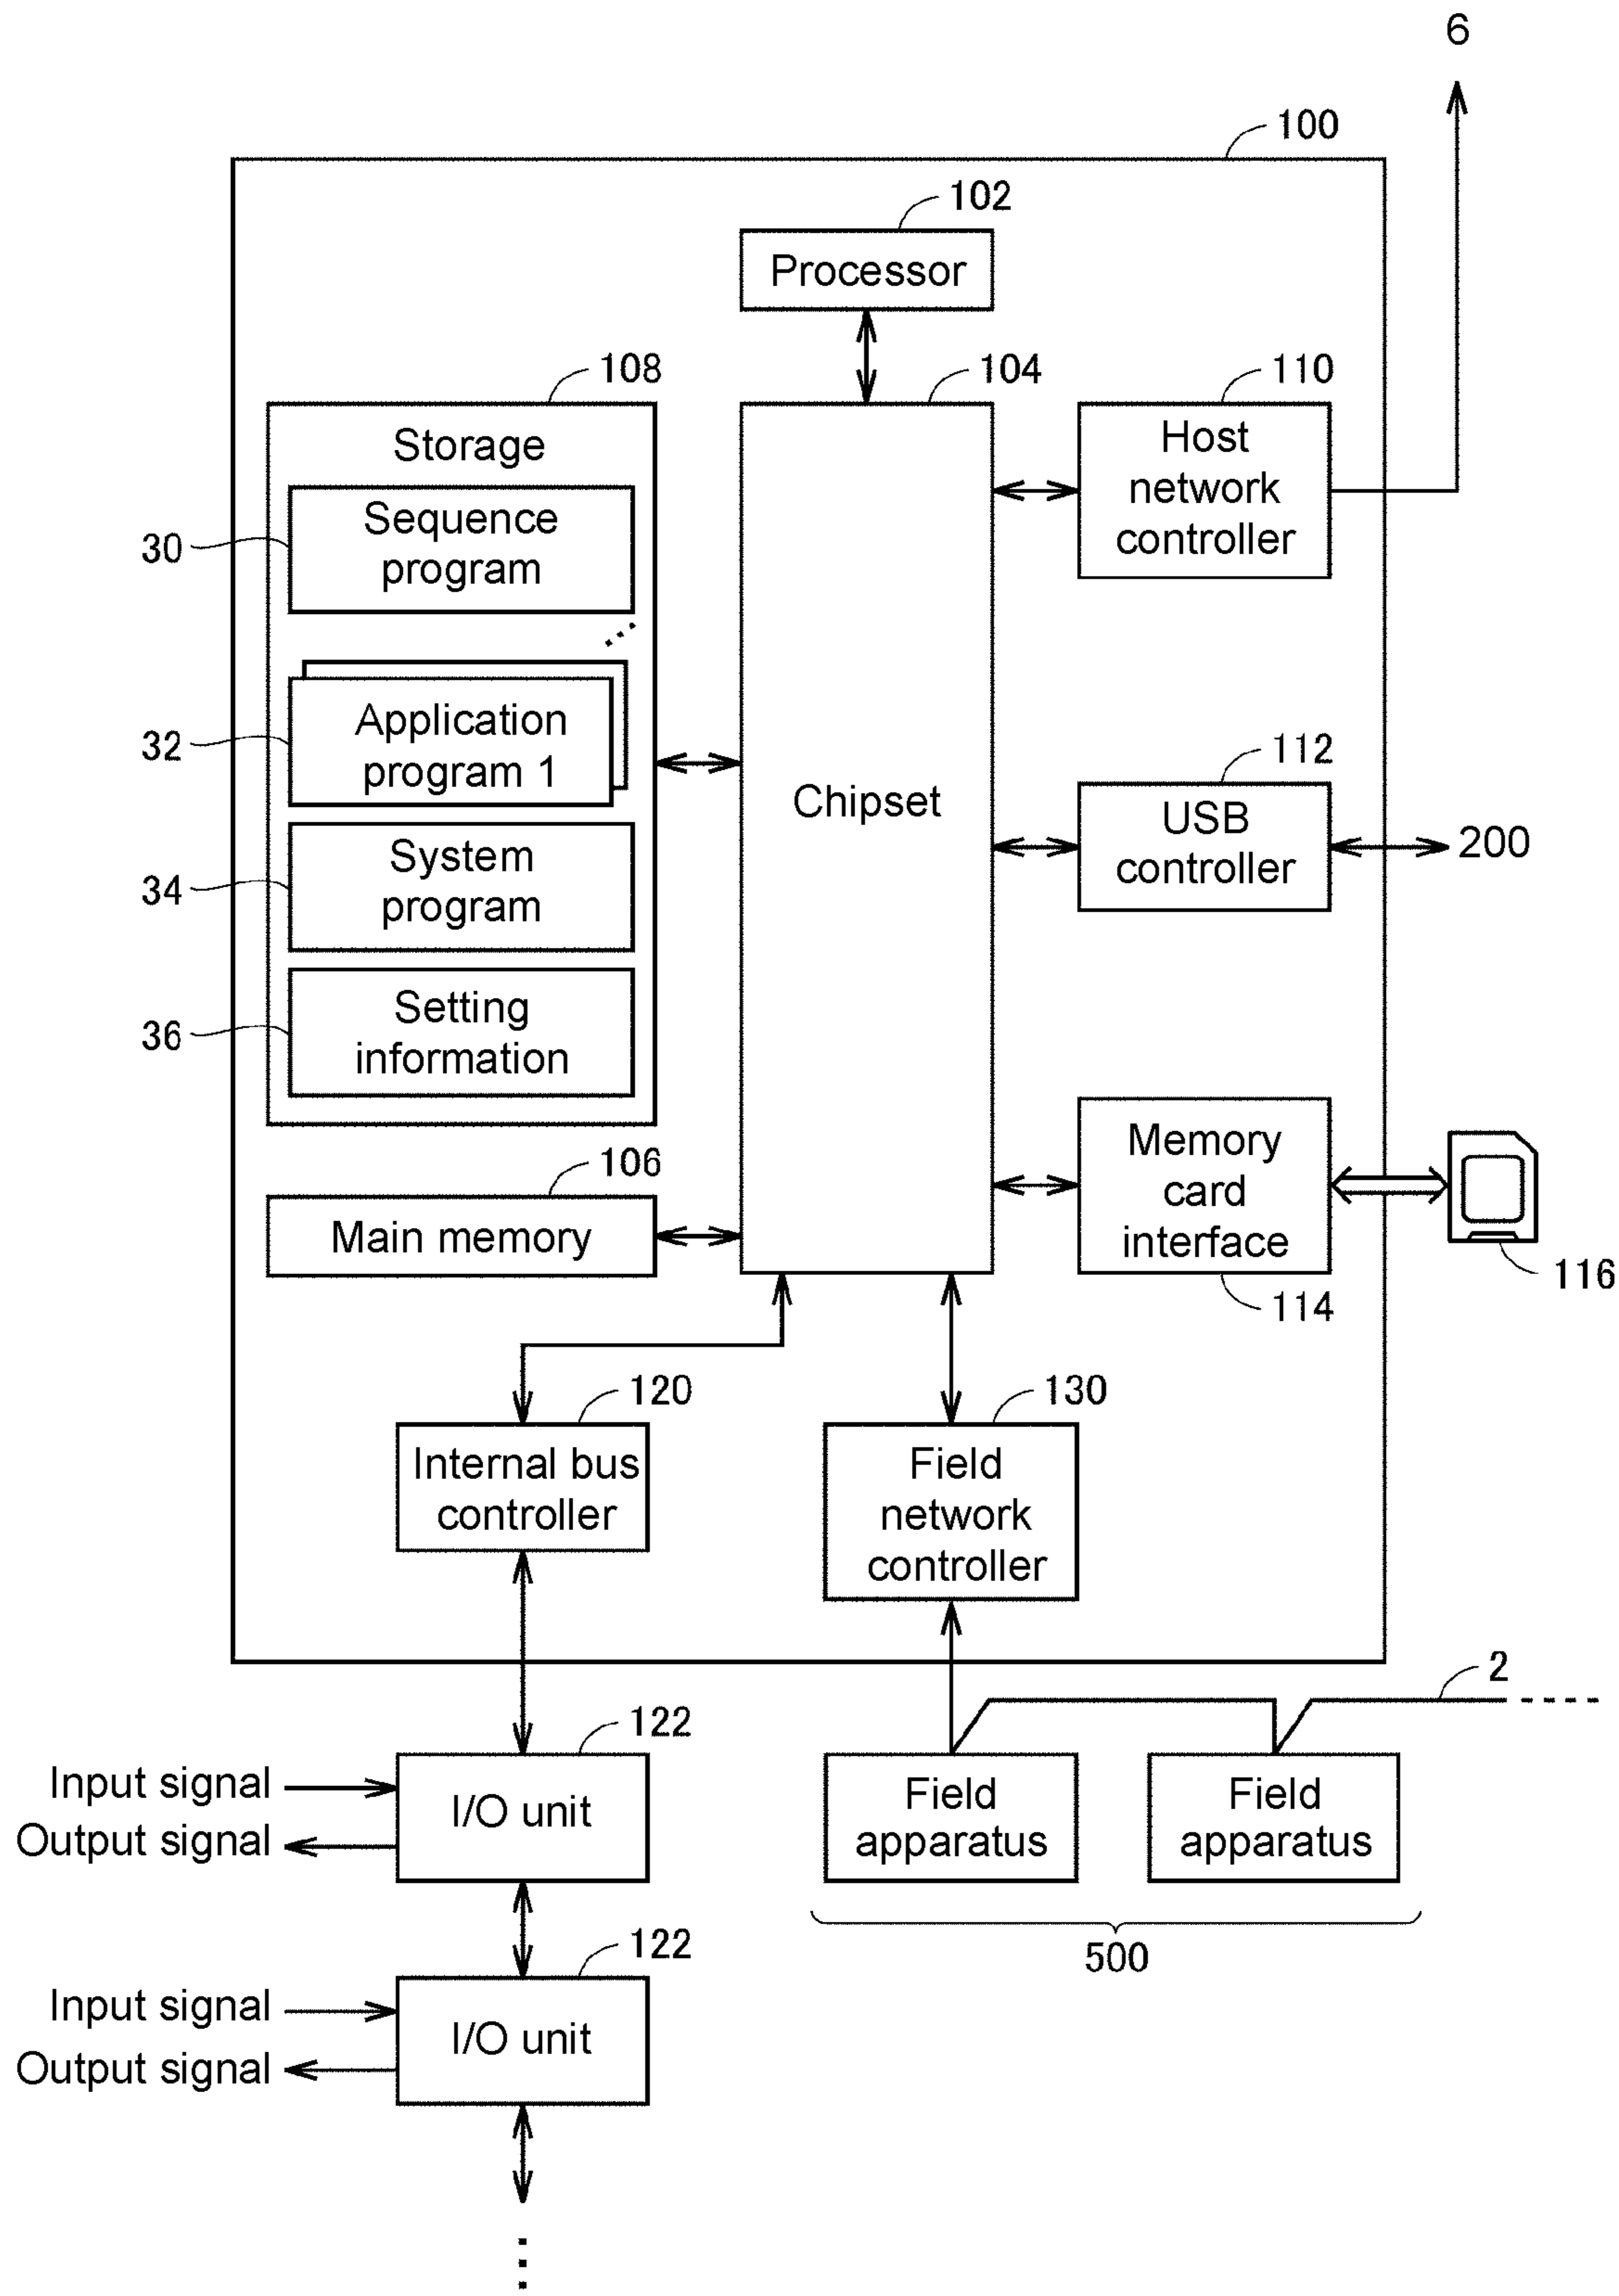 6
100
102
Processor
108
104
110
Storage
Host
network
controller
Sequence
program
30
Application
program 1
32
Chipset
112
USB
controller
200
System
program
34
Setting
information
36
Memory
card
interface
106
Main memory
116
114
120
130
Internal bus
controller
Field
network
controller
2
122
Input signal
Output signal
I/O unit
Field
apparatus
Field
apparatus
122
500
Input signal
Output signal
I/O unit